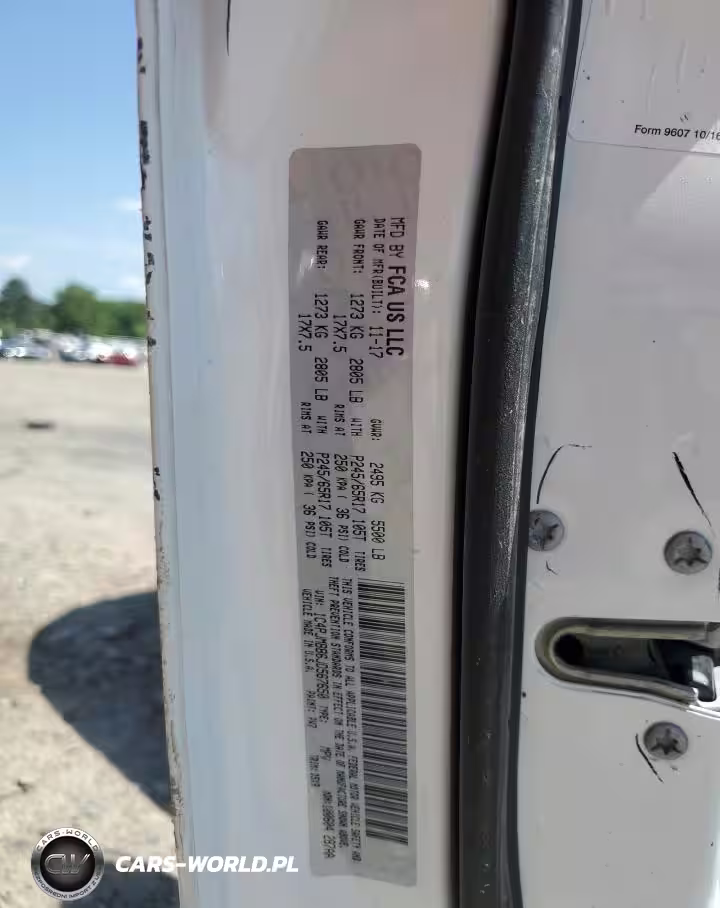 Form 9607 10/16
MFD BY FCA US LLC
DATE OF MFR(BUILT): 11-17 GVWR: 2495 KG 5500 LB
GAWR FRONT: 1273 KG 2805 LB WITH P245/65R17 105T TIRES
17X7.5 RIMS AT 250 KPA ( 36 PSI) COLD
GAWR REAR: 1273 KG 2805 LB WITH P245/65R17 105T TIRES
17X7.5 RIMS AT 250 KPA ( 36 PSI) COLD
THIS VEHICLE CONFORMS TO ALL APPLICABLE U.S.A. FEDERAL MOTOR VEHICLE SAFETY AND
THEFT PREVENTION STANDARDS IN EFFECT ON THE DATE OF MANUFACTURE SHOWN ABOVE.
VIN: 1C4PJMBB6JD567650 TYPE: MPV
VEHICLE MADE IN U.S.A. PAINT: PW7 TRIM:
CARS-WORLD.PL
CW